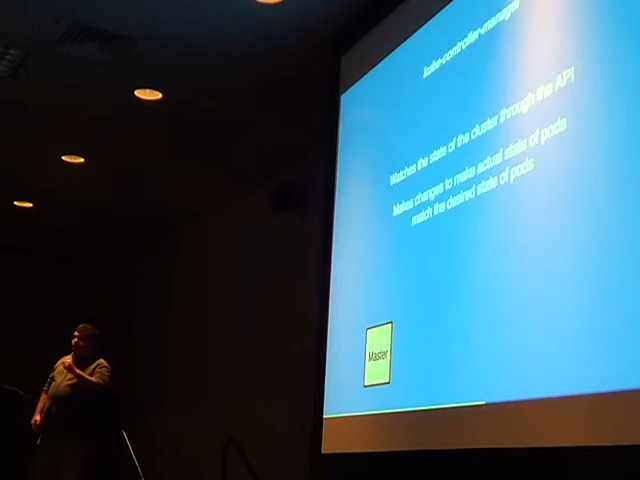 kube-controller-manager
Watches the state of the cluster through the API
Makes changes to make actual state of pods
match the desired state of pods
Master